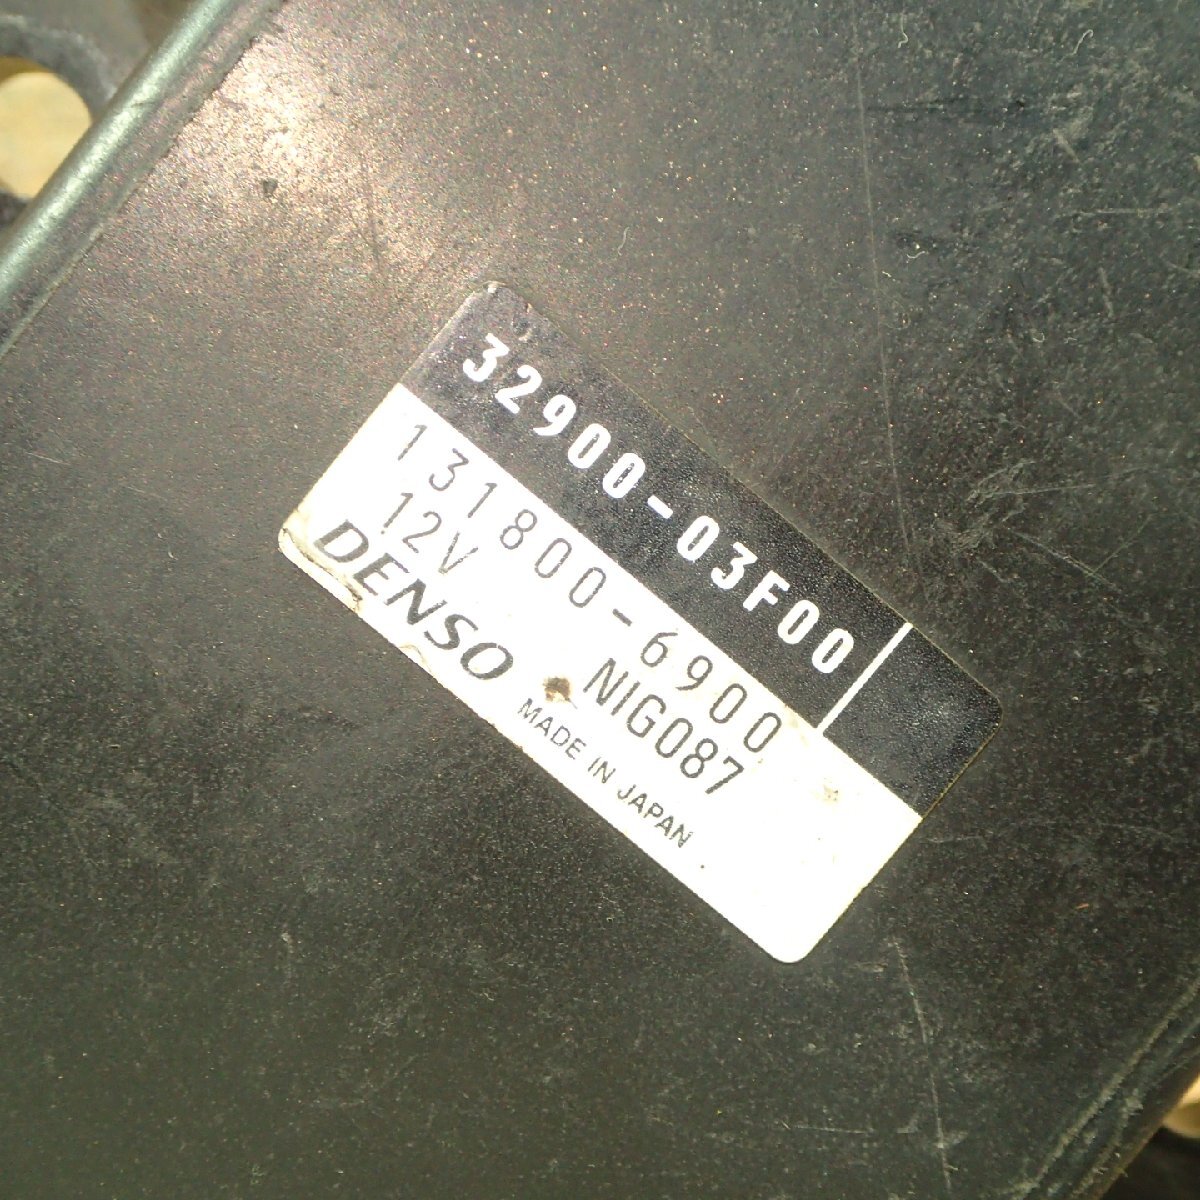 32900-03F00
131800-6900
12V NIG087
DENSO MADE IN JAPAN